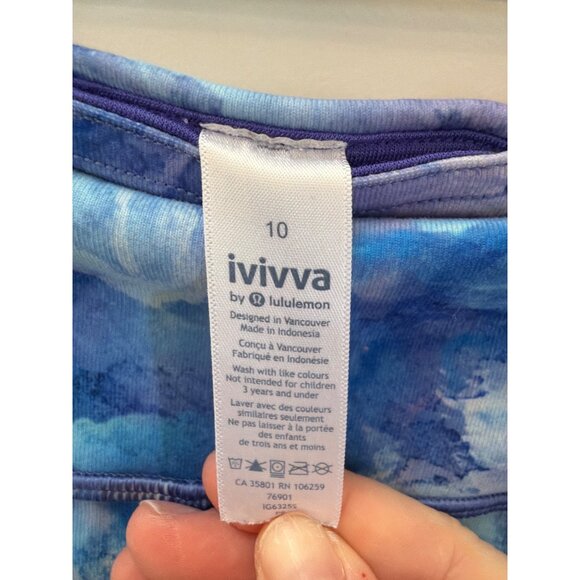 10
ivivva
by lululemon
Designed in Vancouver
Made in Indonesia
Conçu à Vancouver
Fabriqué en Indonésie
Wash with like colours
Not intended for children
3 years and under
Laver avec des couleurs
similaires seulement
Ne pas laisser à la portée
des enfants
de trois ans et moins
CA 35801 RN 106259
76901
IG6325S